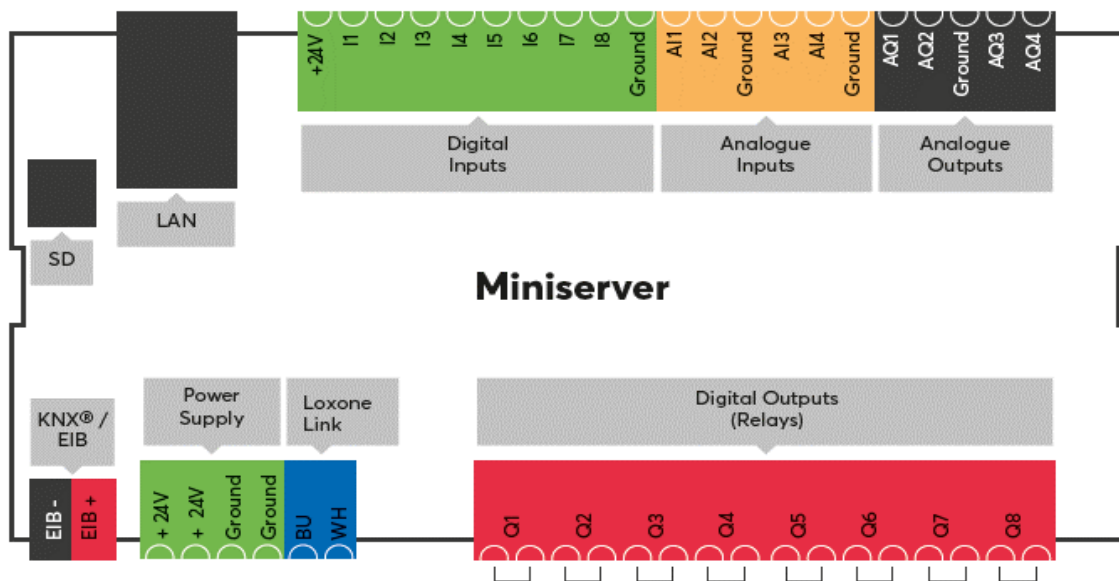 +24V
I1
I2
I3
I4
I5
I6
I7
I8
Ground
AI1
AI2
Ground
AI3
AI4
Ground
AQ1
AQ2
Ground
AQ3
AQ4
Digital
Inputs
Analogue
Inputs
Analogue
Outputs
LAN
SD
Miniserver
KNX® /
EIB
Power
Supply
Loxone
Link
Digital Outputs
(Relays)
EIB -
EIB +
+ 24V
+ 24V
Ground
Ground
BU
WH
Q1
Q2
Q3
Q4
Q5
Q6
Q7
Q8